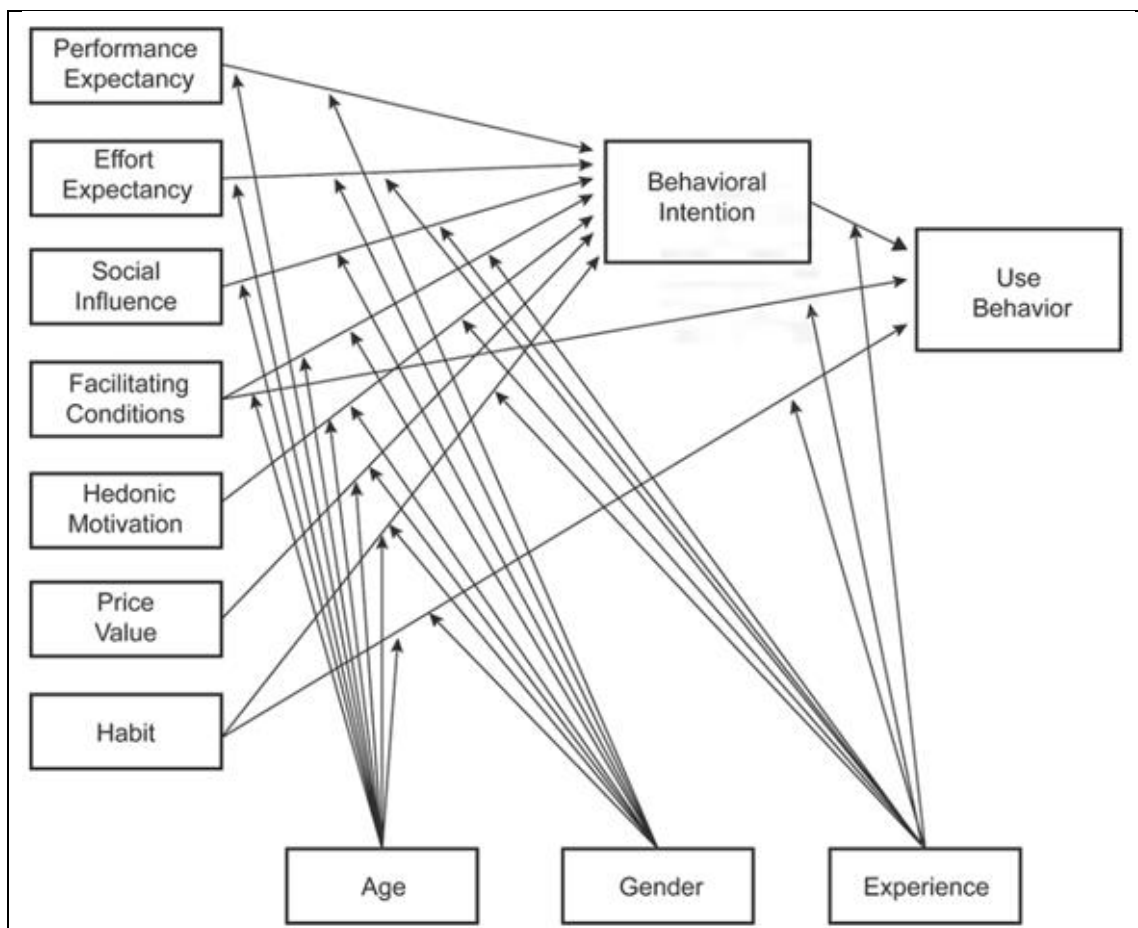 Performance
Expectancy
Effort
Expectancy
Behavioral
Intention
Social
Influence
Use
Behavior
Facilitating
Conditions
Hedonic
Motivation
Price
Value
Habit
Age
Gender
Experience